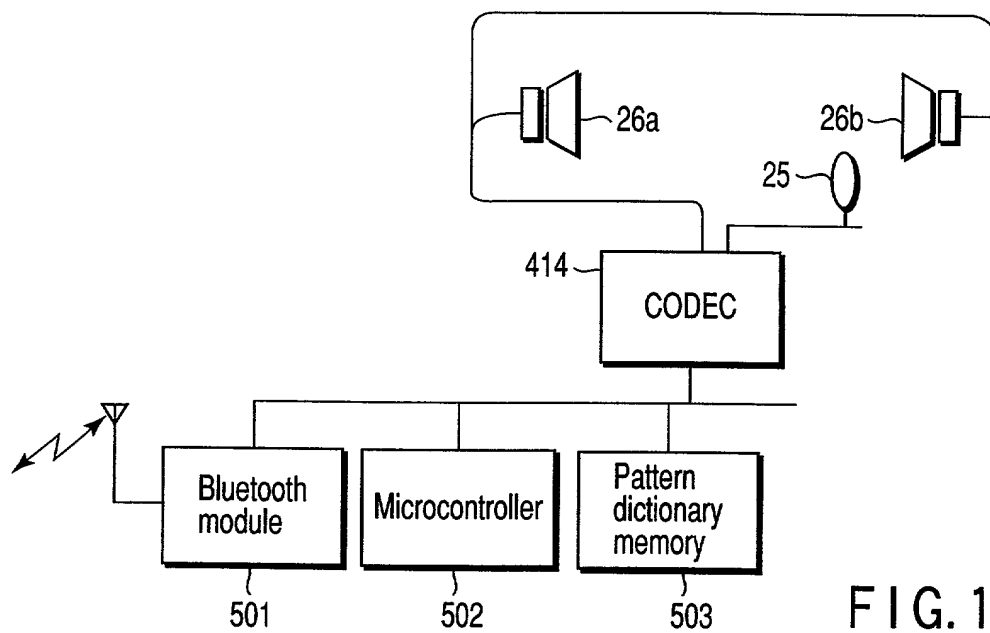 26a
26b
25
414
CODEC
Bluetooth
module
Microcontroller
Pattern
dictionary
memory
501
502
503
FIG. 1